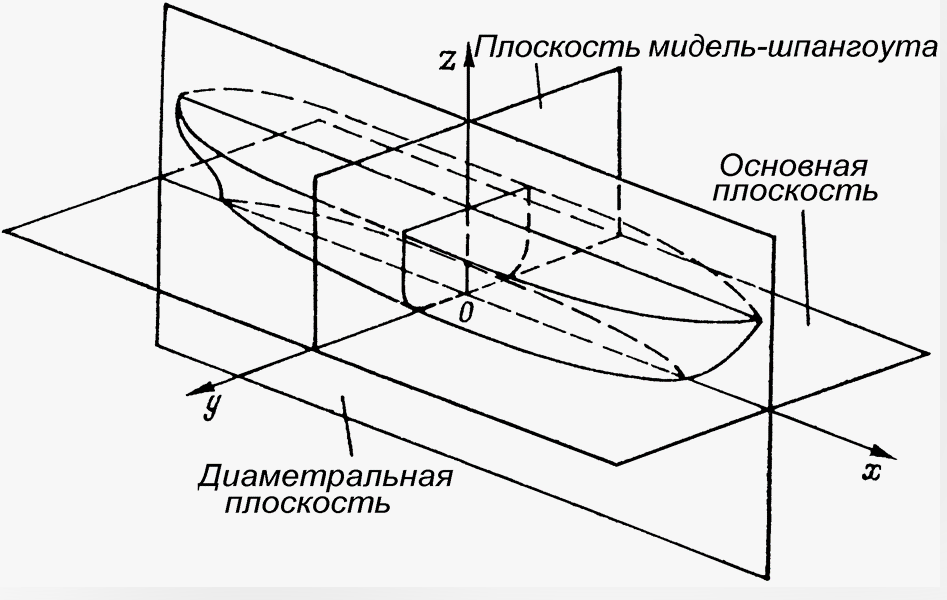 z
Плоскость мидель-шпангоута
Основная
плоскость
0
y
x
Диаметральная
плоскость